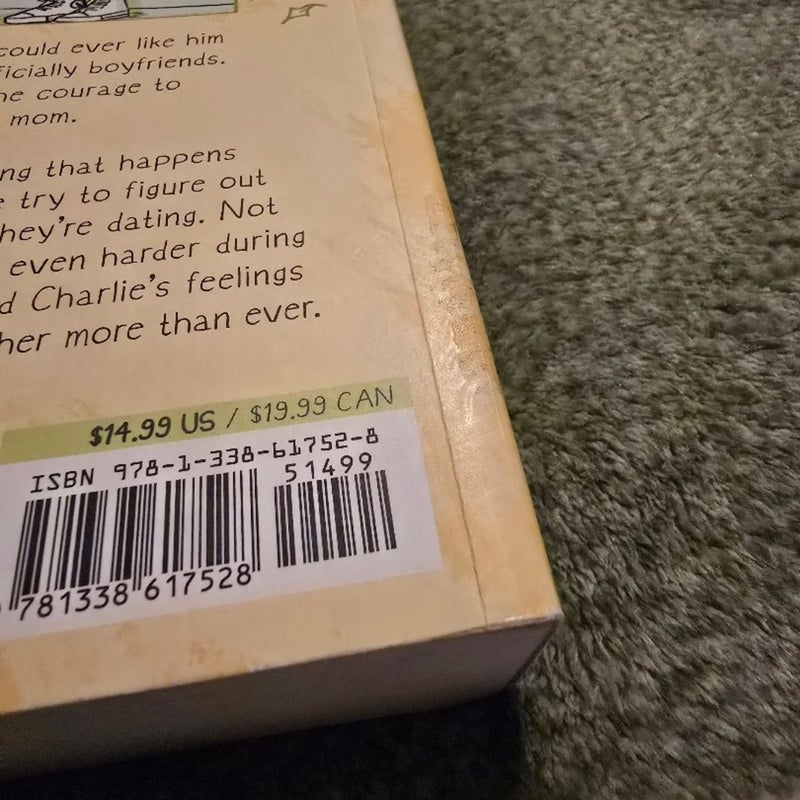 could ever like him
ficially boyfriends.
he courage to
mom.
ng that happens
e try to figure out
hey're dating. Not
even harder during
d Charlie's feelings
her more than ever.
$14.99 US / $19.99 CAN
ISBN 978-1-338-61752-8
51499
781338 617528